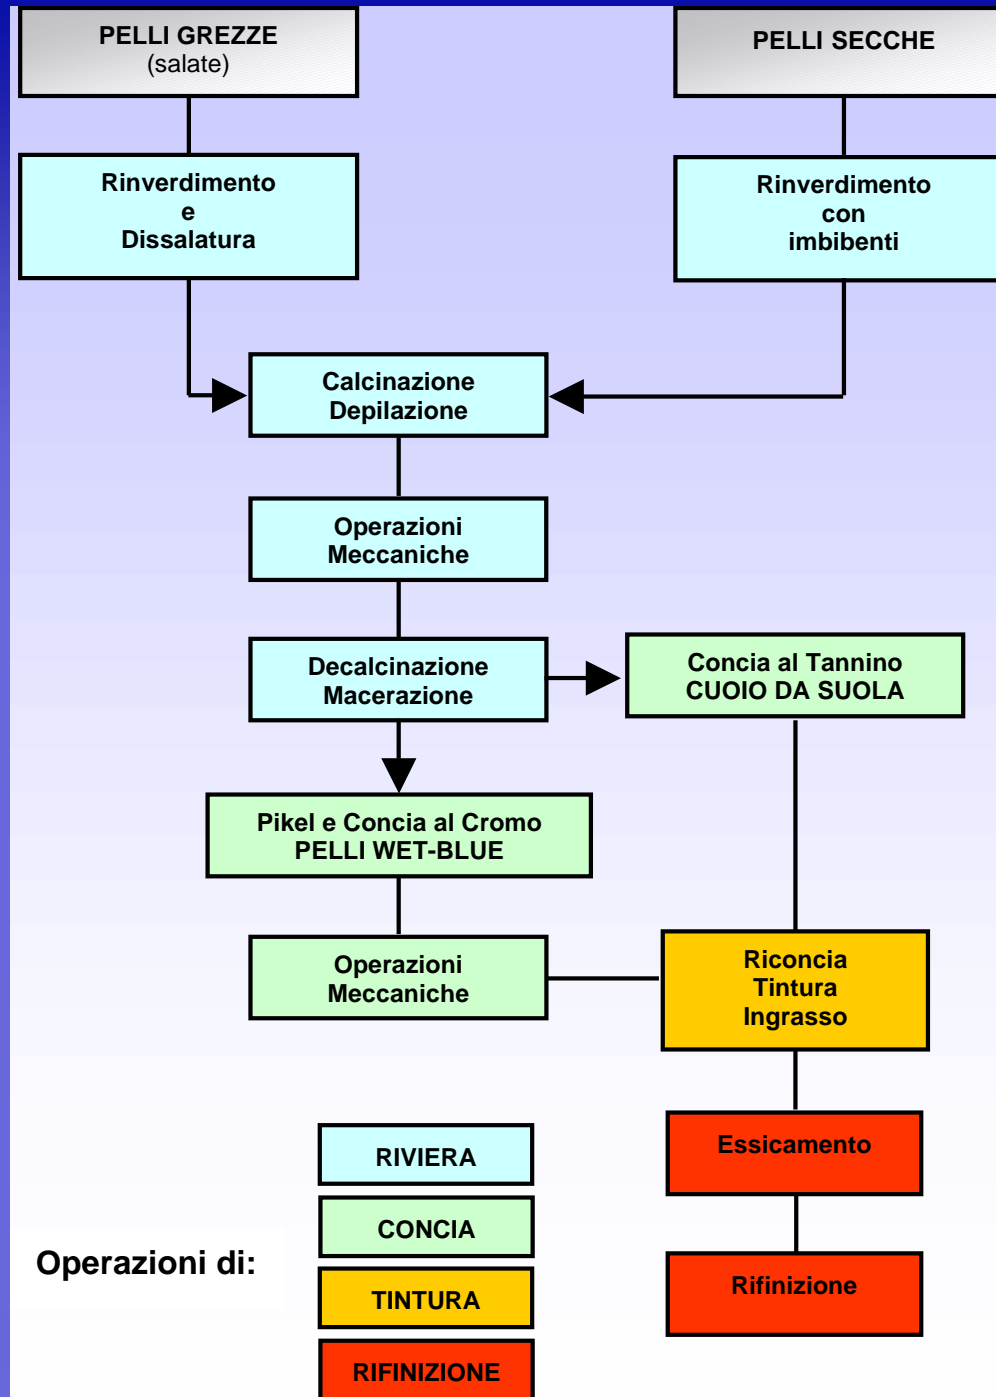 PELLI GREZZE
(salate)
PELLI SECCHE
Rinverdimento
e
Dissalatura
Rinverdimento
con
imbibenti
Calcinazione
Depilazione
Operazioni
Meccaniche
Decalcinazione
Macerazione
Concia al Tannino
CUOIO DA SUOLA
Pikel e Concia al Cromo
PELLI WET-BLUE
Operazioni
Meccaniche
Riconcia
Tintura
Ingrasso
Essicamento
Rifinizione
Operazioni di:
RIVIERA
CONCIA
TINTURA
RIFINIZIONE